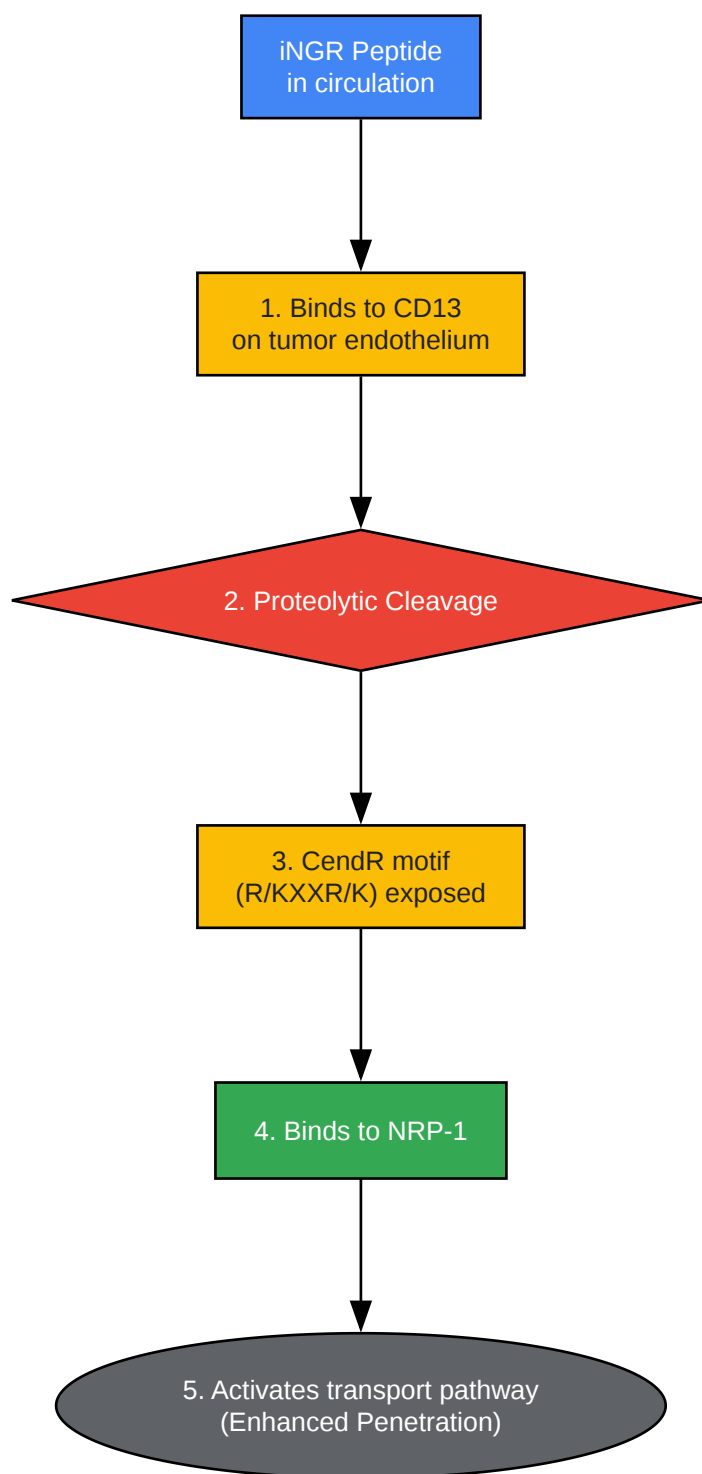 iNGR Peptide
in circulation
1. Binds to CD13
on tumor endothelium
2. Proteolytic Cleavage
3. CendR motif
(R/KXXR/K) exposed
4. Binds to NRP-1
5. Activates transport pathway
(Enhanced Penetration)